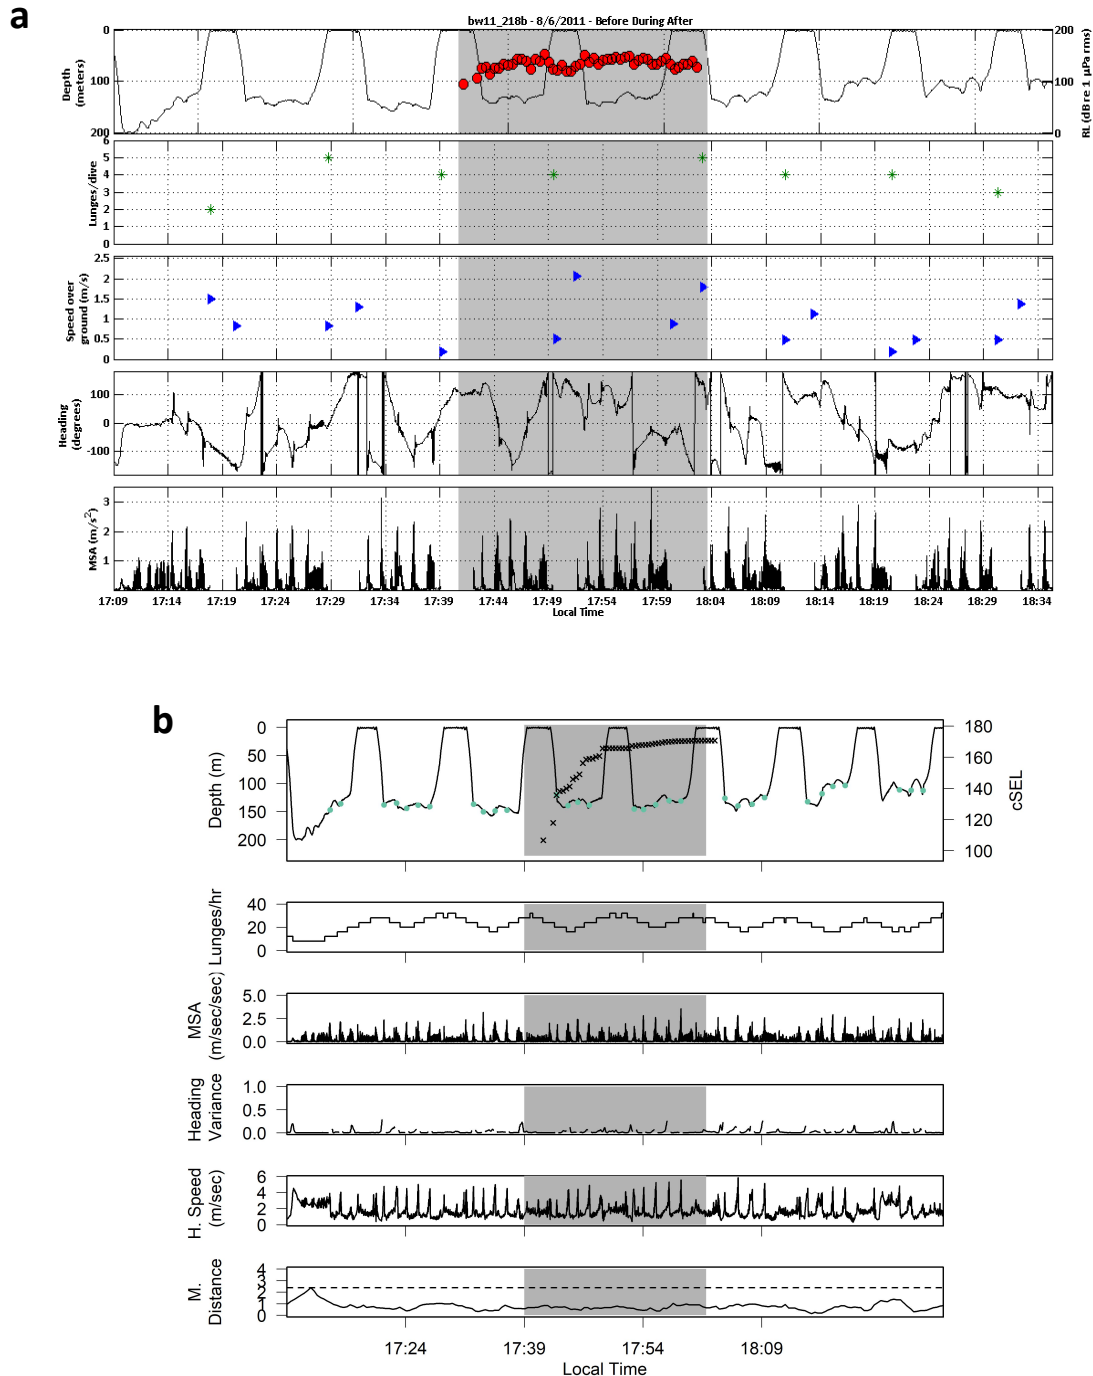 a
bw11_218b - 8/6/2011 - Before During After
Depth
(meters)
0
100
200
200
100
0
RL (dB re 1 µPa rms)
Lunges/dive
6
5
4
3
2
1
0
Speed over
ground (m/s)
2.5
2
1.5
1
0.5
0
Heading
(degrees)
100
0
-100
MSA (m/s²)
3
2
1
17:09 17:14 17:19 17:24 17:29 17:34 17:39 17:44 17:49 17:54 17:59 18:04 18:09 18:14 18:19 18:24 18:29 18:34
Local Time
b
Depth (m)
0
50
100
150
200
180
160
140
120
100
cSEL
Lunges/hr
40
20
0
MSA
(m/sec/sec)
5.0
2.5
0.0
Heading
Variance
1.0
0.5
0.0
H. Speed
(m/sec)
6
4
2
0
M.
Distance
4
3
2
1
0
17:24 17:39 17:54 18:09
Local Time